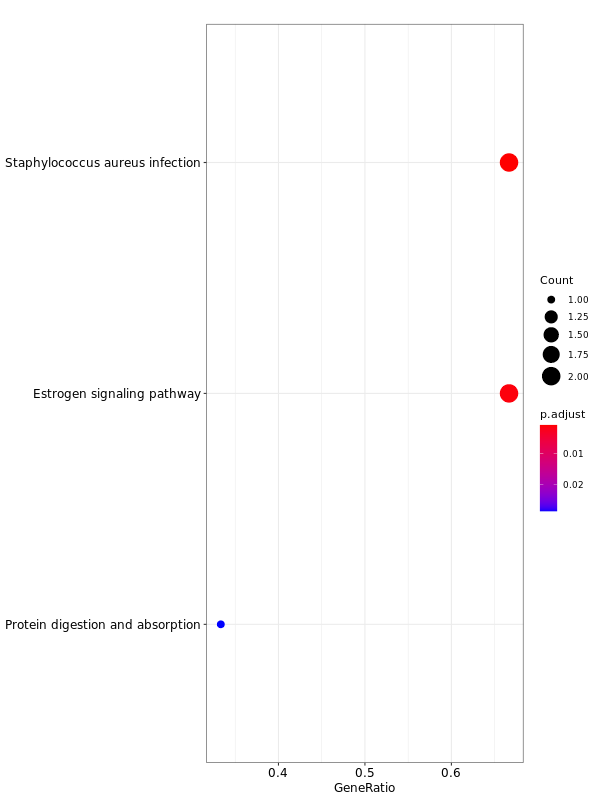 Staphylococcus aureus infection
Estrogen signaling pathway
Protein digestion and absorption
0.4 0.5 0.6
GeneRatio
Count
1.00
1.25
1.50
1.75
2.00
p.adjust
0.01
0.02